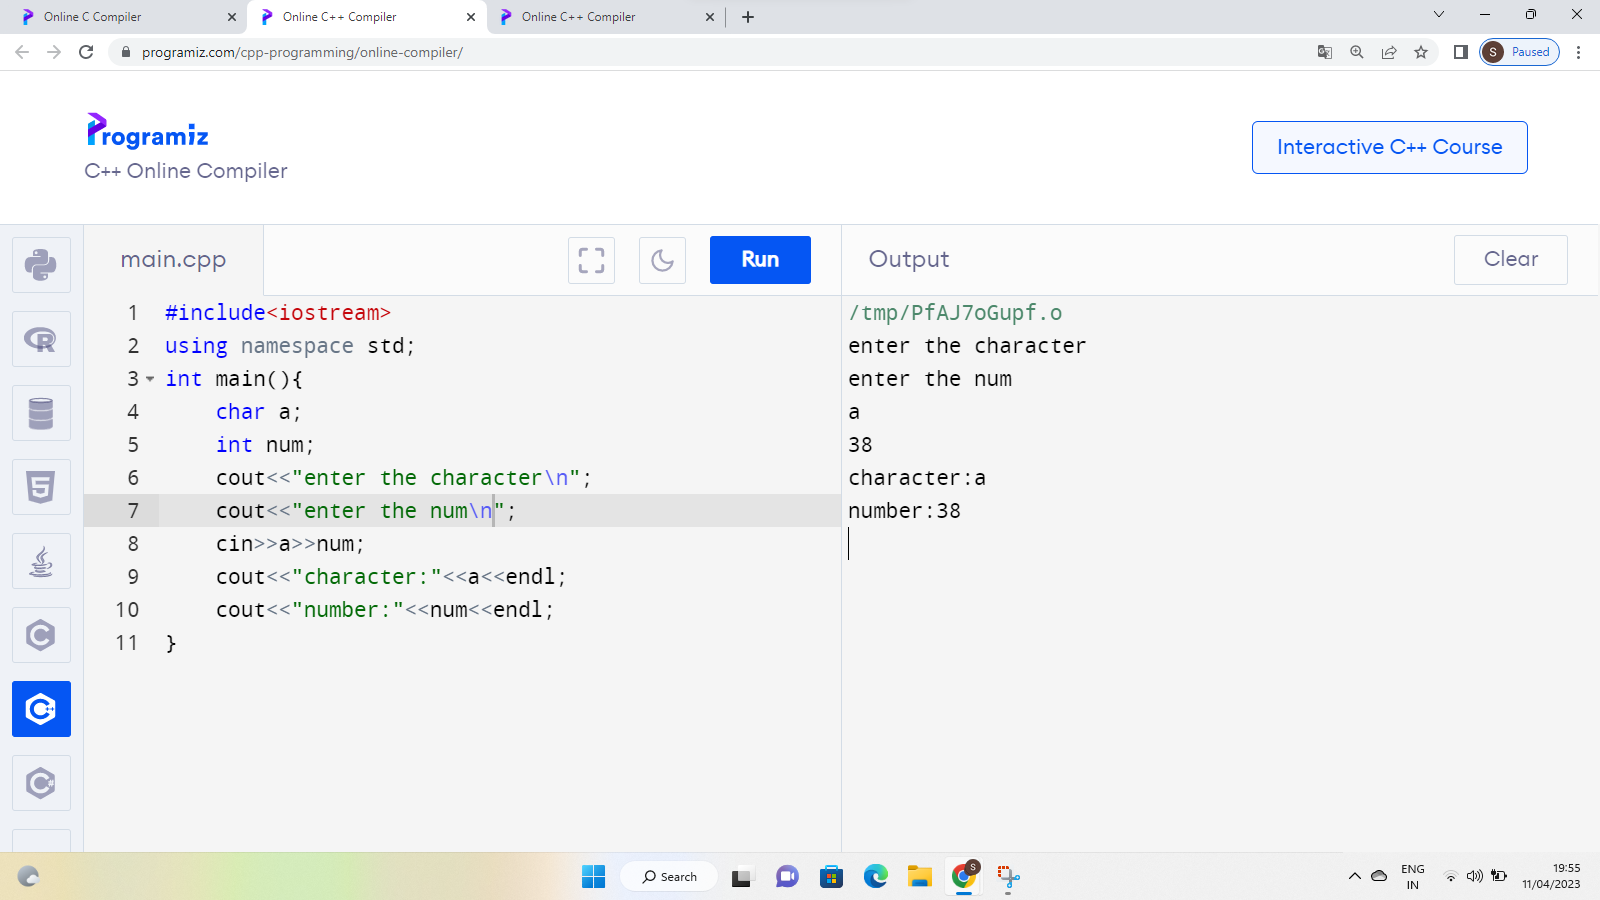 Online C Compiler
Online C++ Compiler
Online C++ Compiler
programiz.com/cpp-programming/online-compiler/
S
Paused
Programiz
C++ Online Compiler
Interactive C++ Course
main.cpp
Run
Output
Clear
1 #include<iostream>
2 using namespace std;
3 int main(){
4 char a;
5 int num;
6 cout<<"enter the character\n";
7 cout<<"enter the num\n";
8 cin>>a>>num;
9 cout<<"character:"<<a<<endl;
10 cout<<"number:"<<num<<endl;
11 }
/tmp/PfAJ7oGupf.o
enter the character
enter the num
a
38
character:a
number:38
Search
S
ENG
IN
19:55
11/04/2023